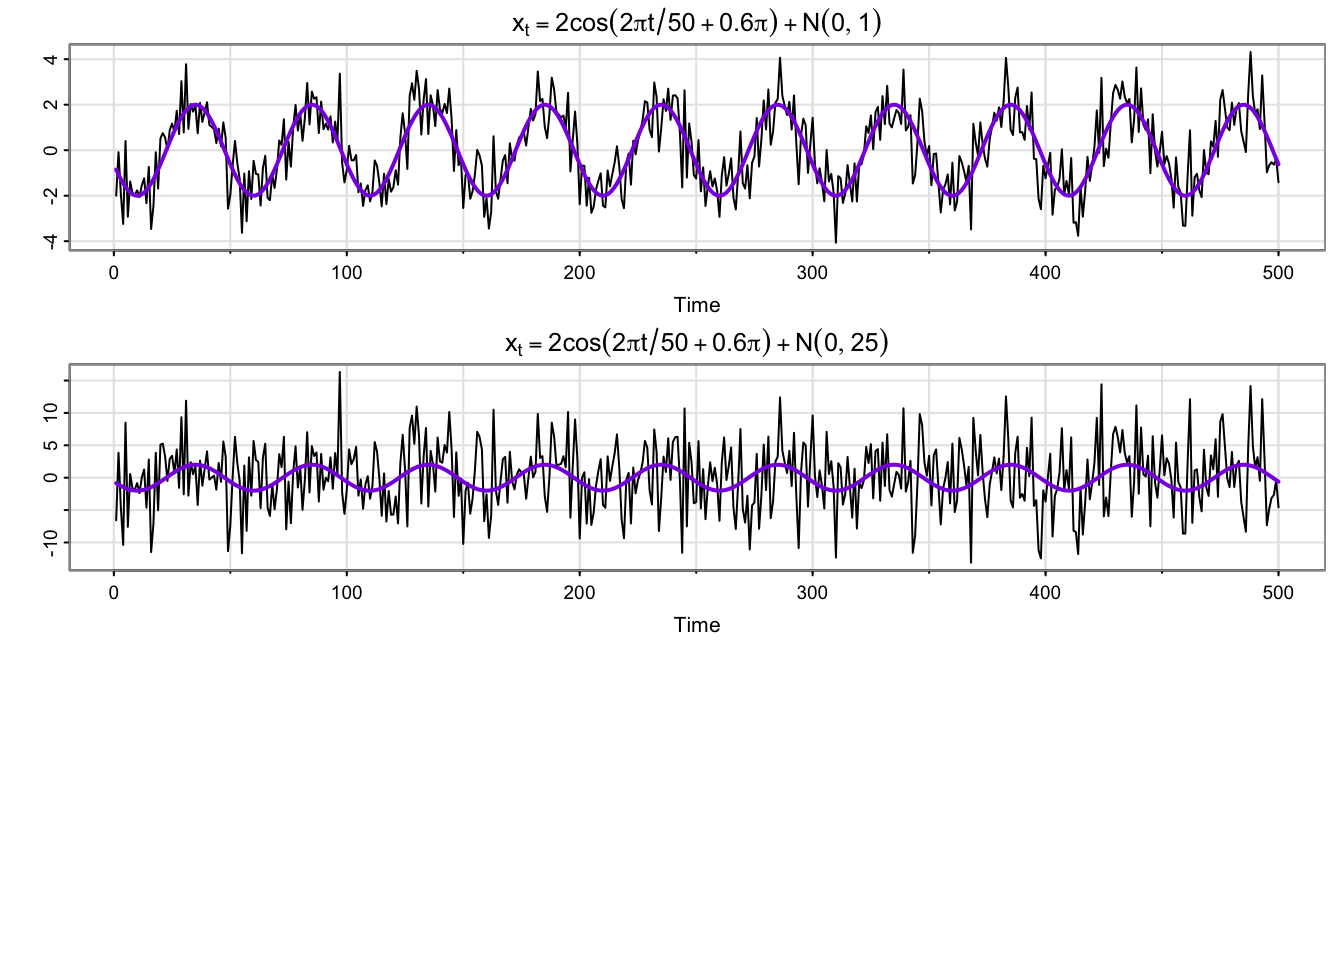 xₜ = 2cos(2πt/50 + 0.6π) + N(0, 1)
4
2
0
-2
-4
0 100 200 300 400 500
Time
xₜ = 2cos(2πt/50 + 0.6π) + N(0, 25)
10
5
0
-10
0 100 200 300 400 500
Time